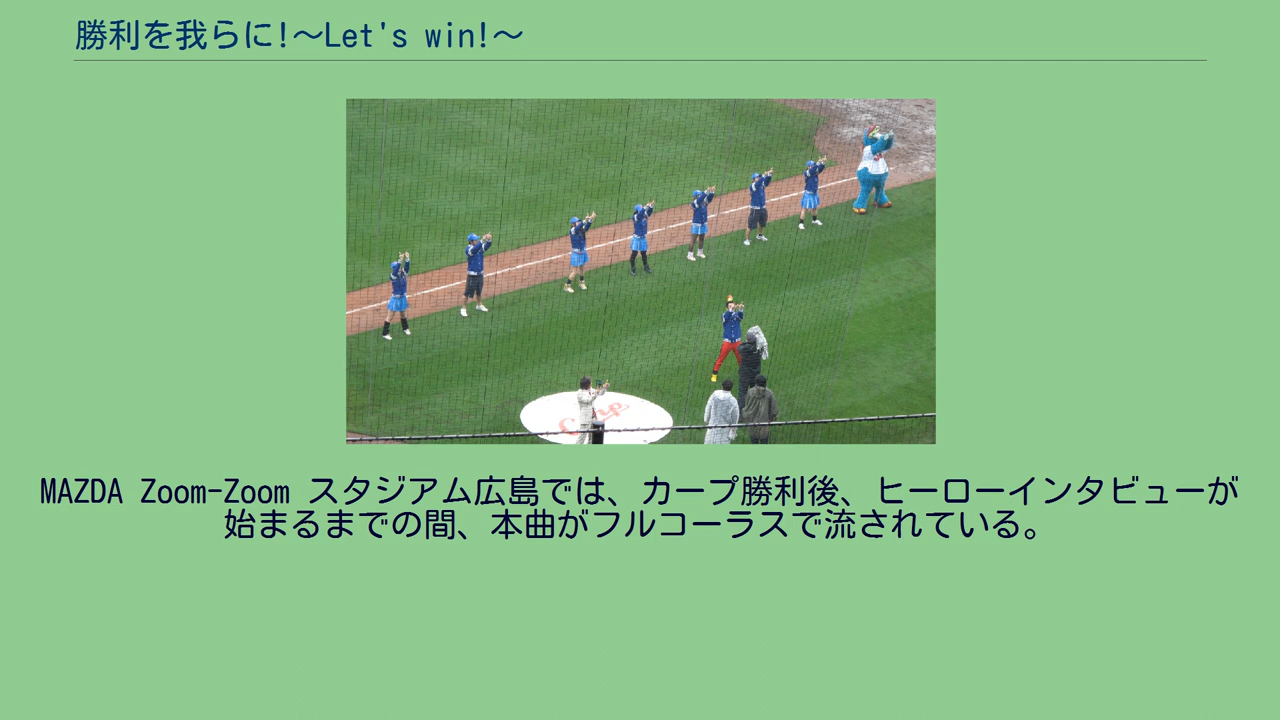 勝利を我らに!～Let's win!～
Carp
MAZDA Zoom-Zoom スタジアム広島では、カープ勝利後、ヒーローインタビューが
始まるまでの間、本曲がフルコーラスで流されている。